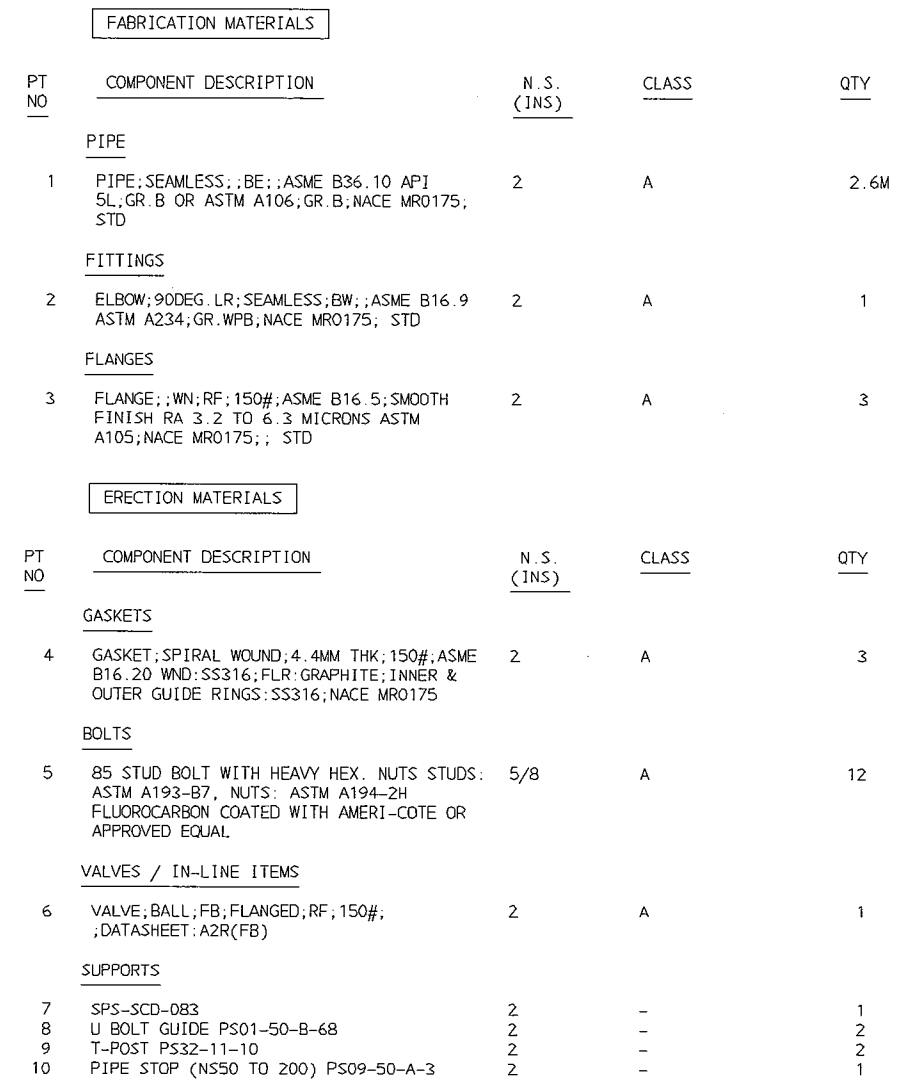 FABRICATION MATERIALS
PT NO COMPONENT DESCRIPTION N.S. (INS) CLASS QTY
PIPE
1 PIPE;SEAMLESS;;BE;;ASME B36.10 API 2 A 2.6M
5L;GR.B OR ASTM A106;GR.B;NACE MR0175;
STD
FITTINGS
2 ELBOW;90DEG.LR;SEAMLESS;BW;;ASME B16.9 2 A 1
ASTM A234;GR.WPB;NACE MR0175; STD
FLANGES
3 FLANGE;;WN;RF;150#;ASME B16.5;SMOOTH 2 A 3
FINISH RA 3.2 TO 6.3 MICRONS ASTM
A105;NACE MR0175;; STD
ERECTION MATERIALS
PT NO COMPONENT DESCRIPTION N.S. (INS) CLASS QTY
GASKETS
4 GASKET;SPIRAL WOUND;4.4MM THK;150#;ASME 2 A 3
B16.20 WND:SS316;FLR:GRAPHITE;INNER &
OUTER GUIDE RINGS:SS316;NACE MR0175
BOLTS
5 85 STUD BOLT WITH HEAVY HEX. NUTS STUDS: 5/8 A 12
ASTM A193-B7, NUTS: ASTM A194-2H
FLUOROCARBON COATED WITH AMERI-COTE OR
APPROVED EQUAL
VALVES / IN-LINE ITEMS
6 VALVE;BALL;FB;FLANGED;RF;150#; 2 A 1
;DATASHEET:A2R(FB)
SUPPORTS
7 SPS-SCD-083 2 - 1
8 U BOLT GUIDE PS01-50-B-68 2 - 2
9 T-POST PS32-11-10 2 - 2
10 PIPE STOP (NS50 TO 200) PS09-50-A-3 2 - 1